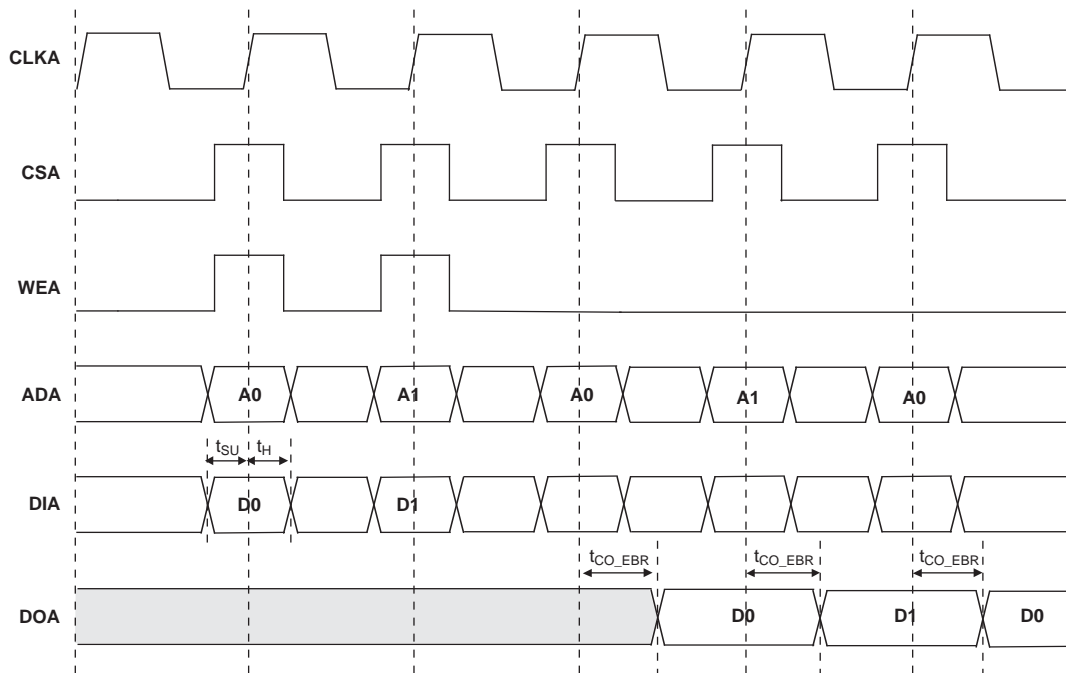 CLKA
CSA
WEA
ADA A0 A1 A0 A1 A0
tSU tH
DIA D0 D1
tCO_EBR tCO_EBR tCO_EBR
DOA D0 D1 D0